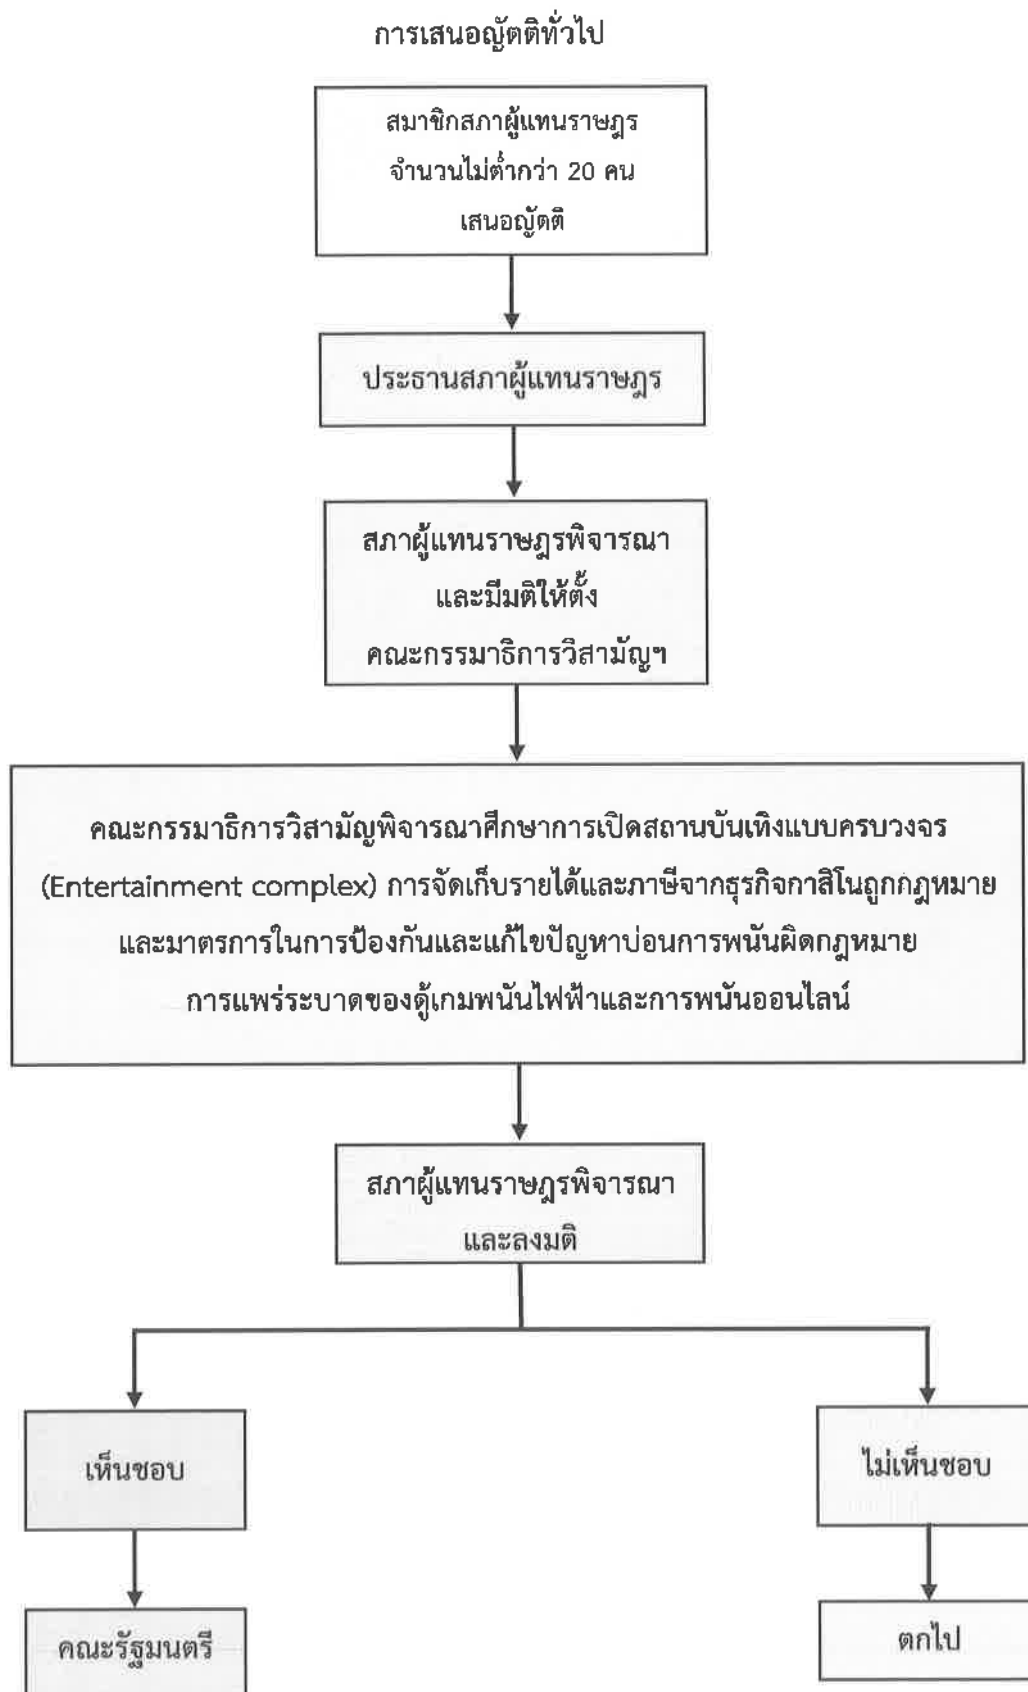 การเสนอญัตติทั่วไป
สมาชิกสภาผู้แทนราษฎร
จำนวนไม่ต่ำกว่า 20 คน
เสนอญัตติ
ประธานสภาผู้แทนราษฎร
สภาผู้แทนราษฎรพิจารณา
และมีมติให้ตั้ง
คณะกรรมาธิการวิสามัญฯ
คณะกรรมาธิการวิสามัญพิจารณาศึกษาการเปิดสถานบันเทิงแบบครบวงจร
(Entertainment complex) การจัดเก็บรายได้และภาษีจากธุรกิจกาสิโนถูกกฎหมาย
และมาตรการในการป้องกันและแก้ไขปัญหาบ่อนการพนันผิดกฎหมาย
การแพร่ระบาดของตู้เกมพนันไฟฟ้าและการพนันออนไลน์
สภาผู้แทนราษฎรพิจารณา
และลงมติ
เห็นชอบ
ไม่เห็นชอบ
คณะรัฐมนตรี
ตกไป